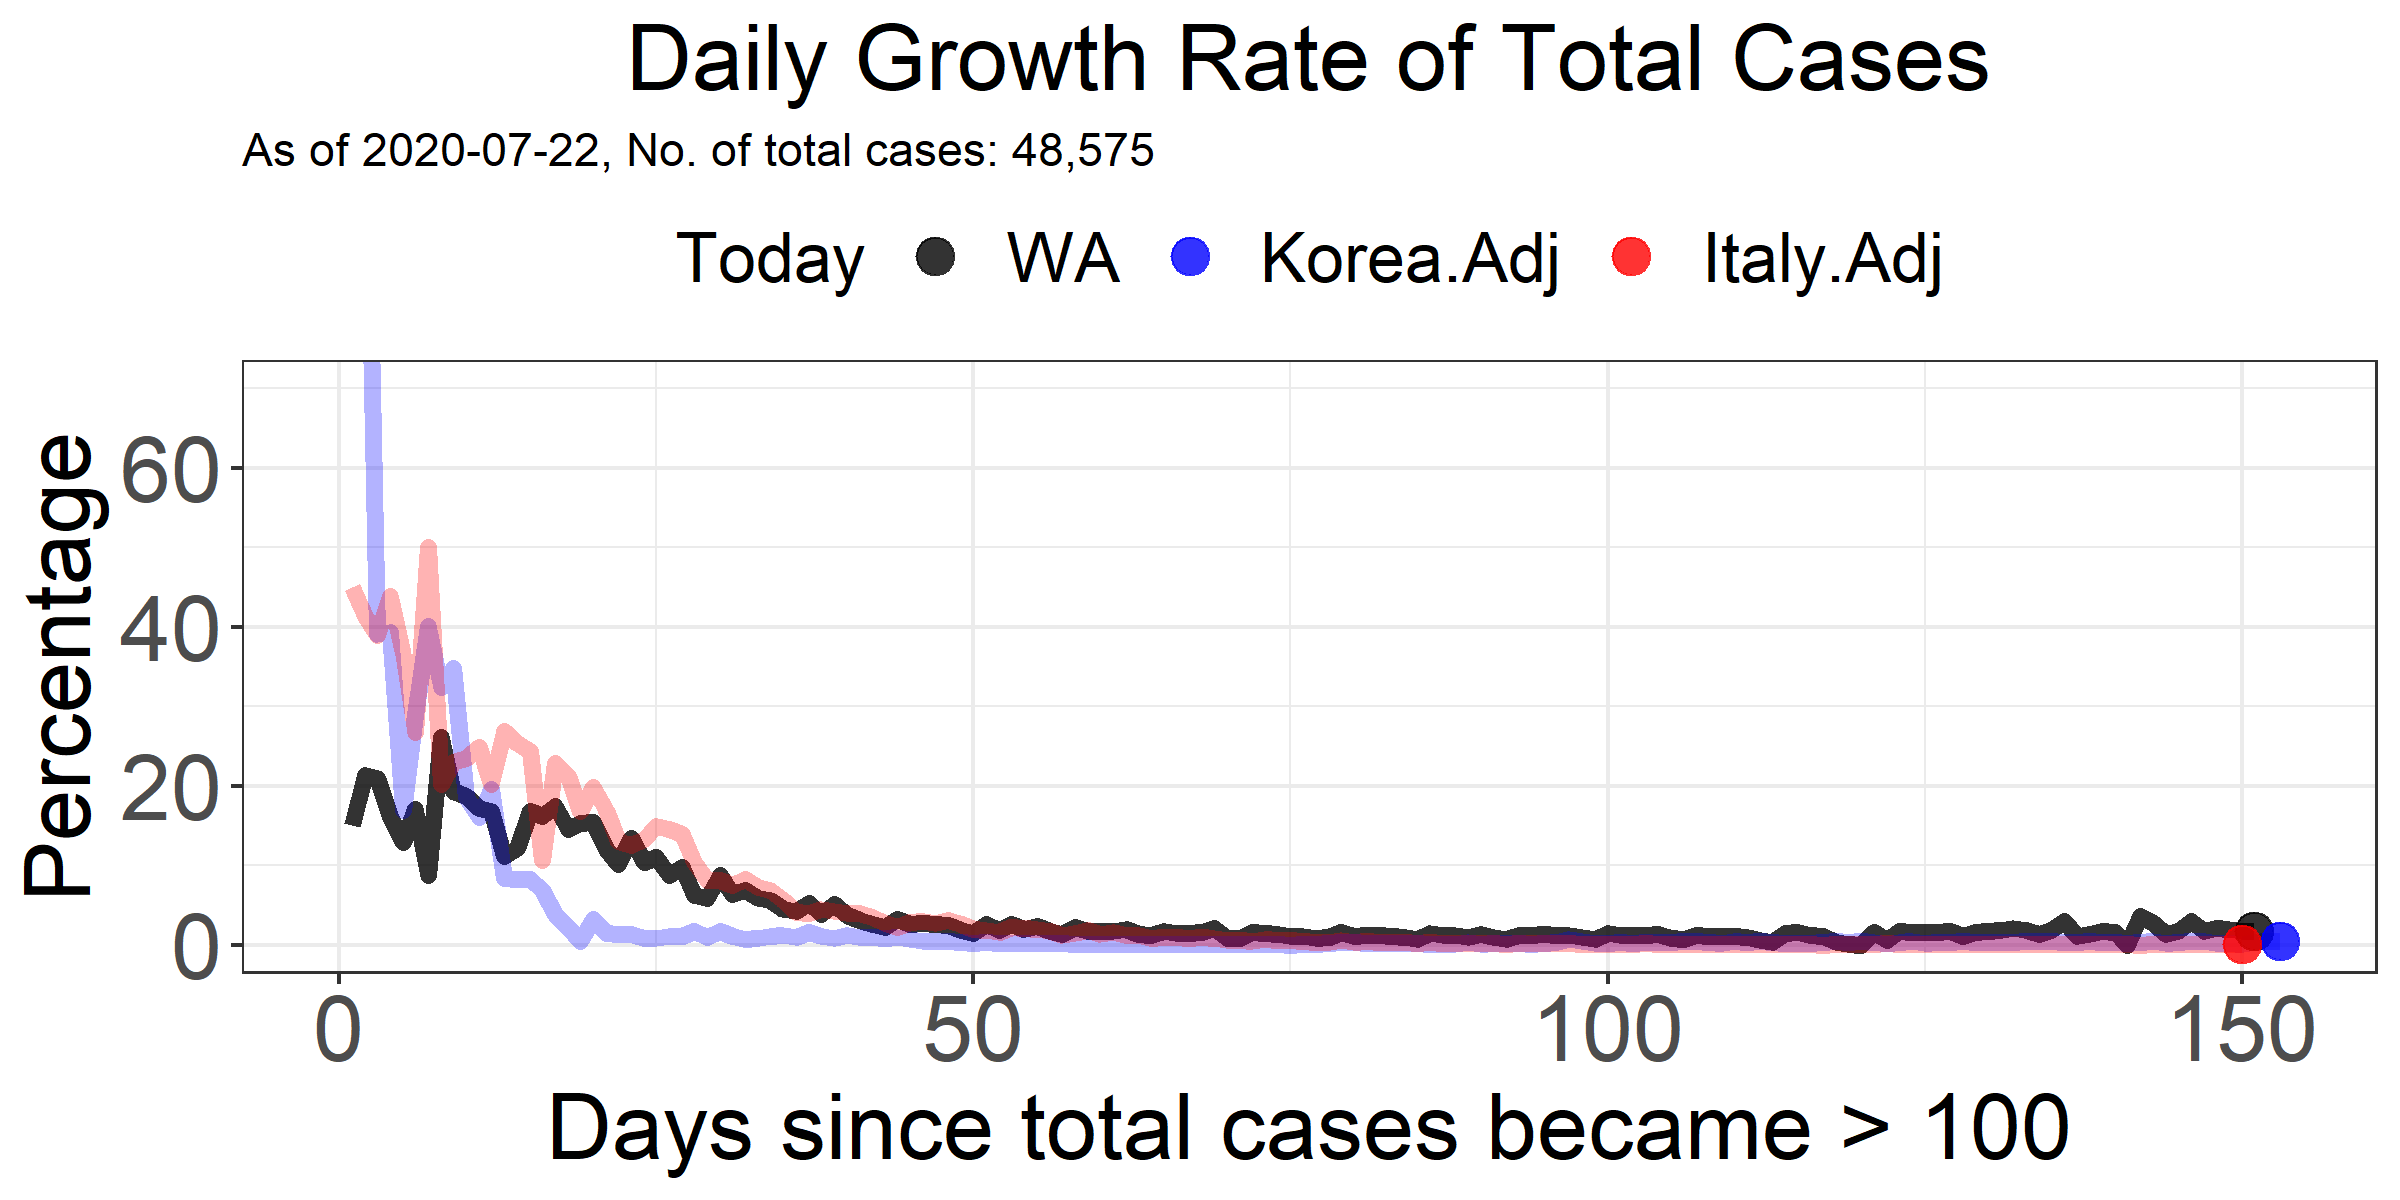 Daily Growth Rate of Total Cases
As of 2020-07-22, No. of total cases: 48,575
Today WA Korea.Adj Italy.Adj
Percentage
60
40
20
0
0 50 100 150
Days since total cases became > 100